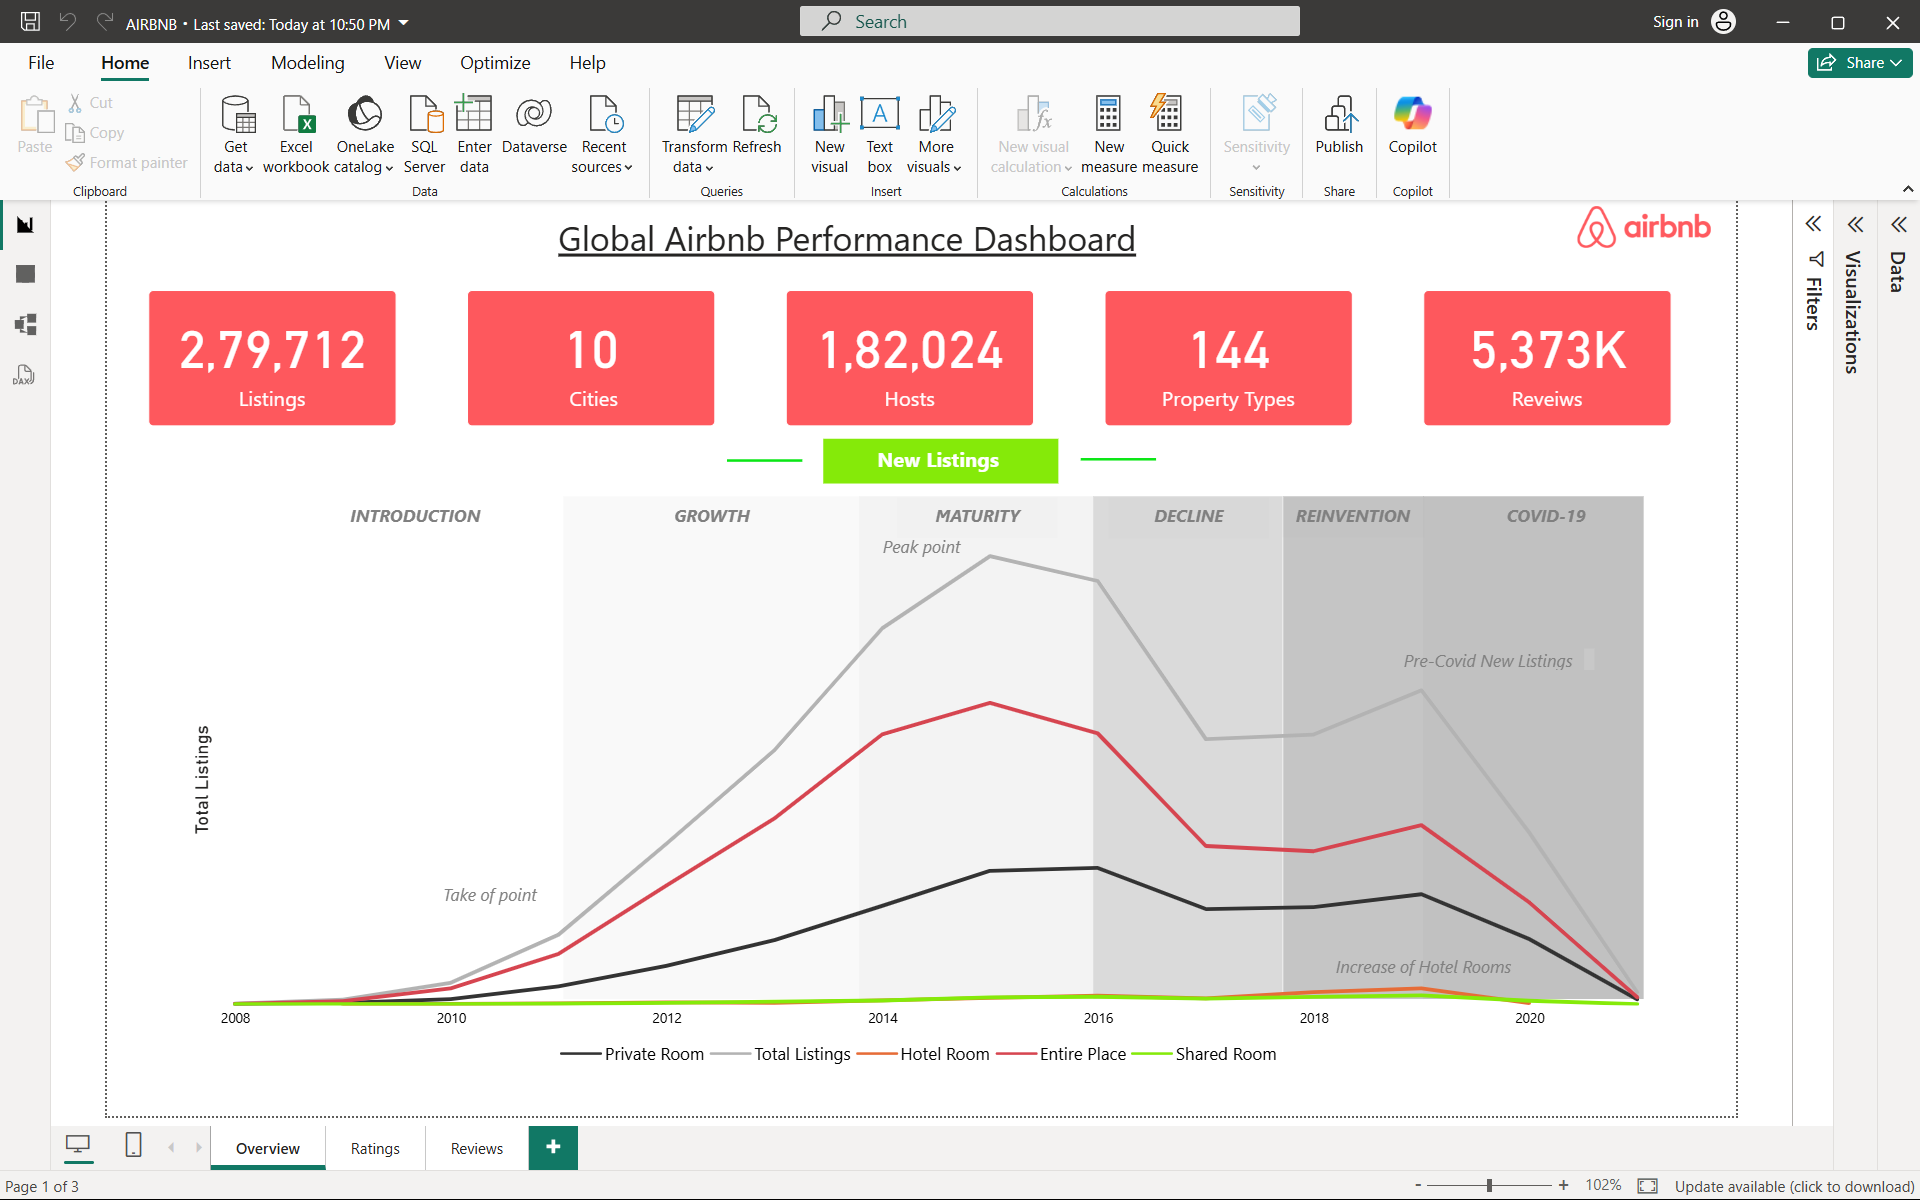 AIRBNB • Last saved: Today at 10:50 PM
Search
Sign in
File Home Insert Modeling View Optimize Help
Share
Paste
Cut
Copy
Format painter
Clipboard
Get data
Excel workbook
OneLake catalog
SQL Server
Enter data
Dataverse
Recent sources
Data
Transform data
Refresh
Queries
New visual
Text box
More visuals
Insert
New visual calculation
New measure
Quick measure
Calculations
Sensitivity
Sensitivity
Publish
Share
Copilot
Copilot
DAX
Global Airbnb Performance Dashboard
airbnb
2,79,712
Listings
10
Cities
1,82,024
Hosts
144
Property Types
5,373K
Reveiws
New Listings
INTRODUCTION GROWTH MATURITY DECLINE REINVENTION COVID-19
Peak point
Pre-Covid New Listings
Total Listings
Take of point
Increase of Hotel Rooms
2008 2010 2012 2014 2016 2018 2020
Private Room Total Listings Hotel Room Entire Place Shared Room
Filters
Visualizations
Data
Overview Ratings Reviews +
Page 1 of 3
- + 102%
Update available (click to download)